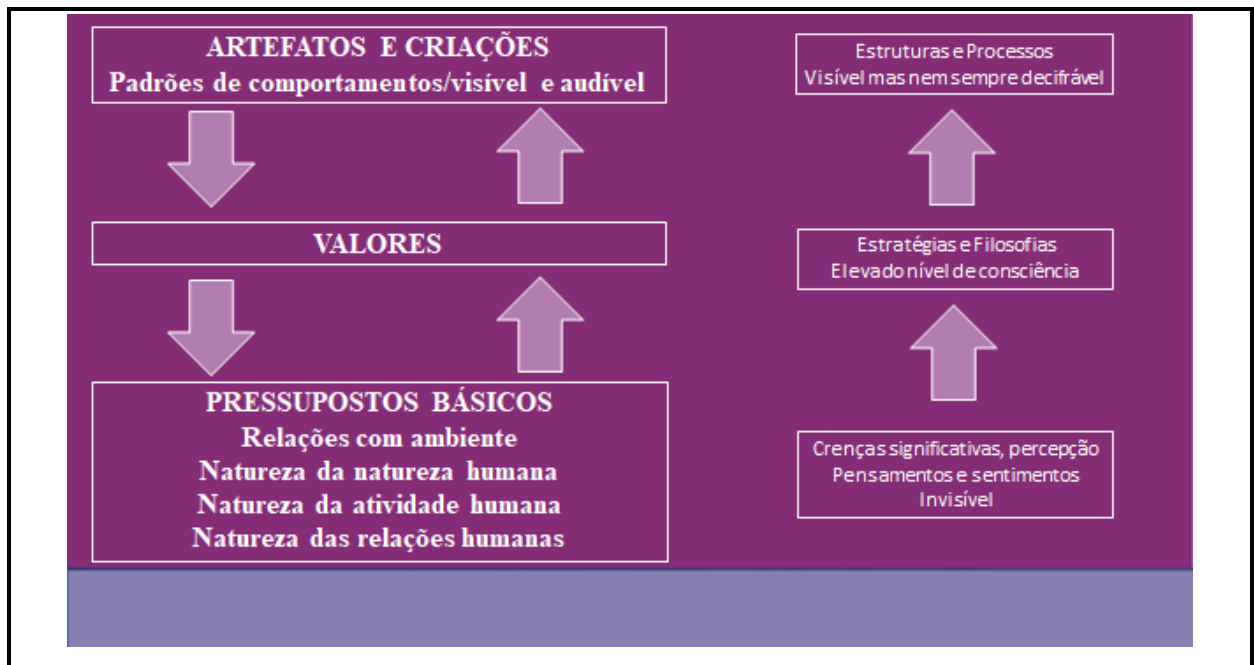 ARTEFATOS E CRIAÇÕES
Padrões de comportamentos/visível e audível
VALORES
PRESSUPOSTOS BÁSICOS
Relações com ambiente
Natureza da natureza humana
Natureza da atividade humana
Natureza das relações humanas
Estruturas e Processos
Visível mas nem sempre decifrável
Estratégias e Filosofias
Elevado nível de consciência
Crenças significativas, percepção
Pensamentos e sentimentos
Invisível